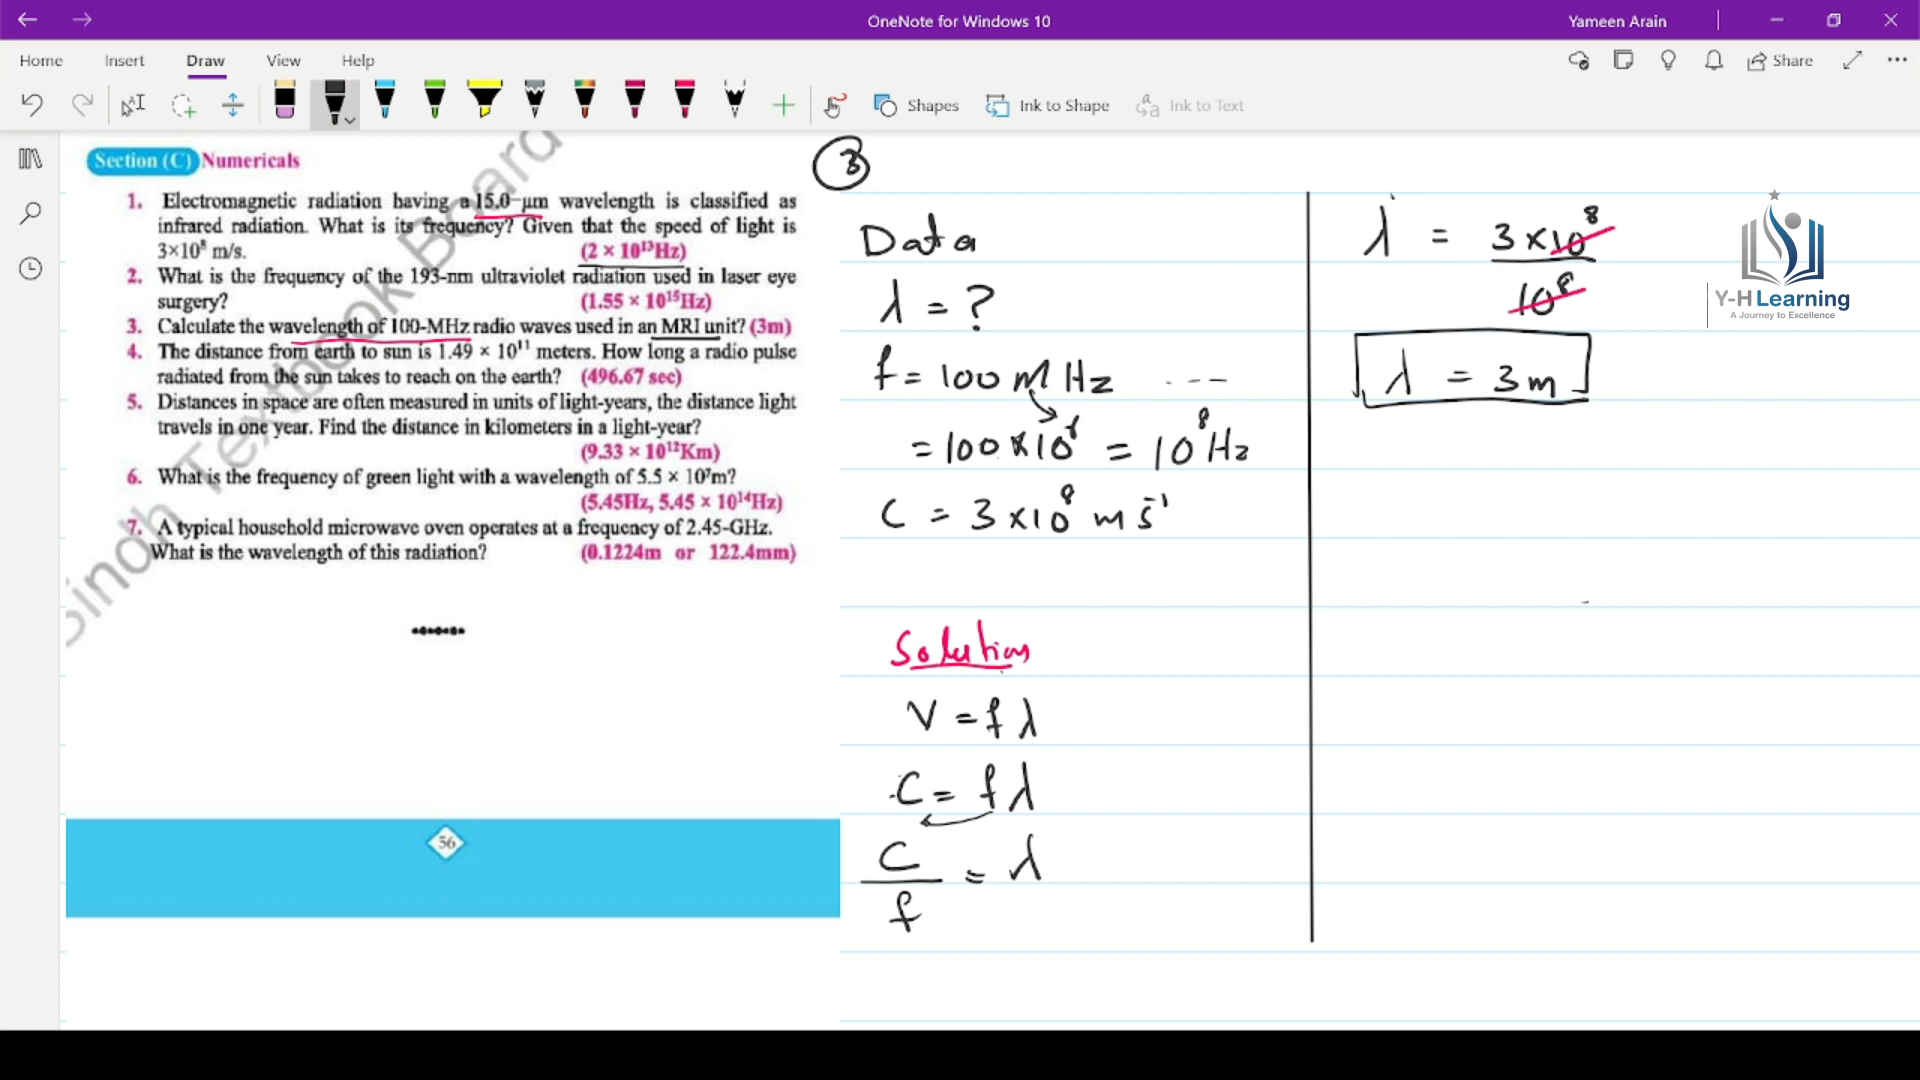 OneNote for Windows 10
Yameen Arain
Home Insert Draw View Help
Share
Shapes Ink to Shape Ink to Text
Section (C) Numericals
1. Electromagnetic radiation having a 15.0-μm wavelength is classified as
infrared radiation. What is its frequency? Given that the speed of light is
3×10⁸ m/s. (2 × 10¹³Hz)
2. What is the frequency of the 193-nm ultraviolet radiation used in laser eye
surgery? (1.55 × 10¹⁵Hz)
3. Calculate the wavelength of 100-MHz radio waves used in an MRI unit? (3m)
4. The distance from earth to sun is 1.49 × 10¹¹ meters. How long a radio pulse
radiated from the sun takes to reach on the earth? (496.67 sec)
5. Distances in space are often measured in units of light-years, the distance light
travels in one year. Find the distance in kilometers in a light-year?
(9.33 × 10¹²Km)
6. What is the frequency of green light with a wavelength of 5.5 × 10⁷m?
(5.45Hz, 5.45 × 10¹⁴Hz)
7. A typical household microwave oven operates at a frequency of 2.45-GHz.
What is the wavelength of this radiation? (0.1224m or 122.4mm)
Sindh Textbook Board
56
3
Data
λ = ?
f = 100 M Hz ---
= 100 × 10⁶ = 10⁸ Hz
C = 3 × 10⁸ m s⁻¹
Solution
V = f λ
C = f λ
C/f = λ
λ = 3 × 10⁸ / 10⁸
λ = 3 m
Y-H Learning
A Journey to Excellence